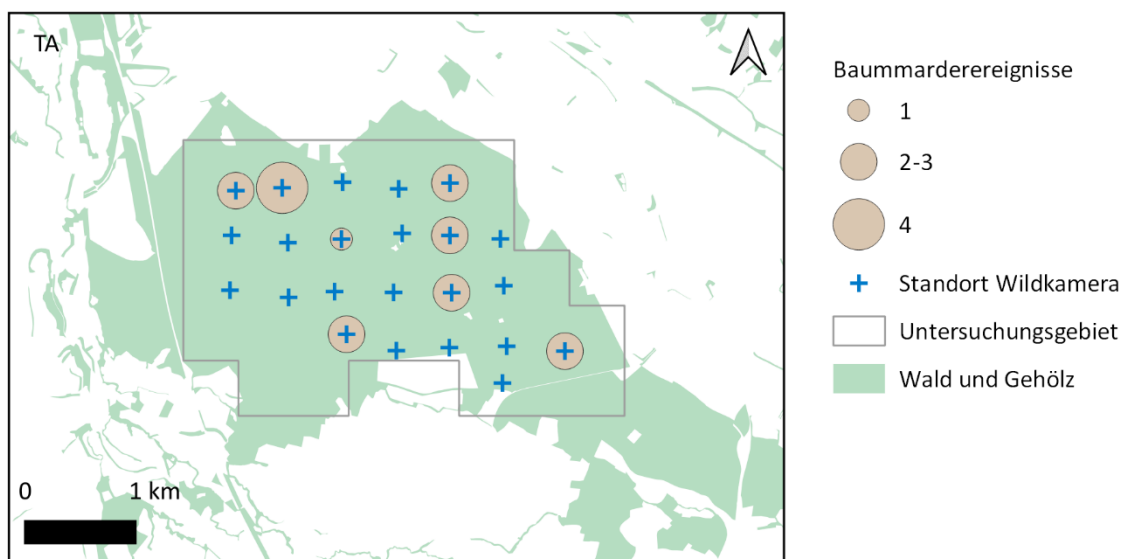 TA
0 1 km
Baummarderereignisse
1
2-3
4
Standort Wildkamera
Untersuchungsgebiet
Wald und Gehölz